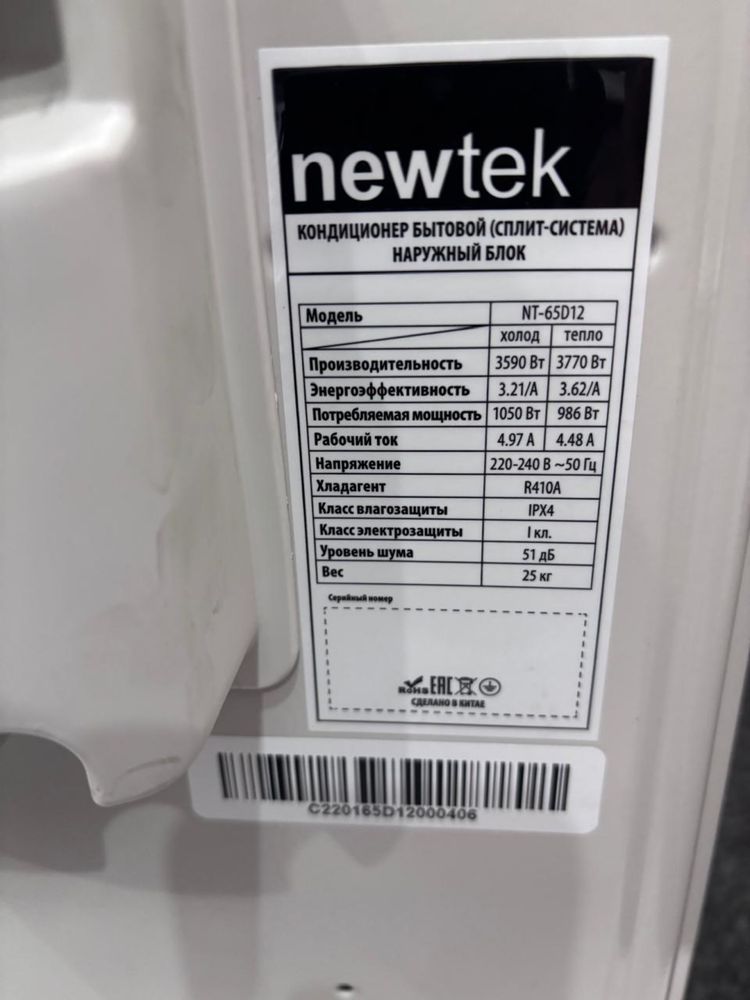 newtek
КОНДИЦИОНЕР БЫТОВОЙ (СПЛИТ-СИСТЕМА)
НАРУЖНЫЙ БЛОК
Модель NT-65D12
холод тепло
Производительность 3590 Вт 3770 Вт
Энергоэффективность 3.21/A 3.62/A
Потребляемая мощность 1050 Вт 986 Вт
Рабочий ток 4.97 А 4.48 А
Напряжение 220-240 В ~50 Гц
Хладагент R410A
Класс влагозащиты IPX4
Класс электрозащиты I кл.
Уровень шума 51 дБ
Вес 25 кг
Серийный номер
RoHS EAC
СДЕЛАНО В КИТАЕ
C220165D12000406